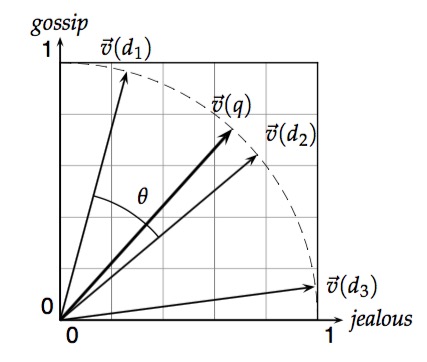 gossip
1
v⃗(d₁)
v⃗(q)
v⃗(d₂)
θ
v⃗(d₃)
0
jealous
0
1